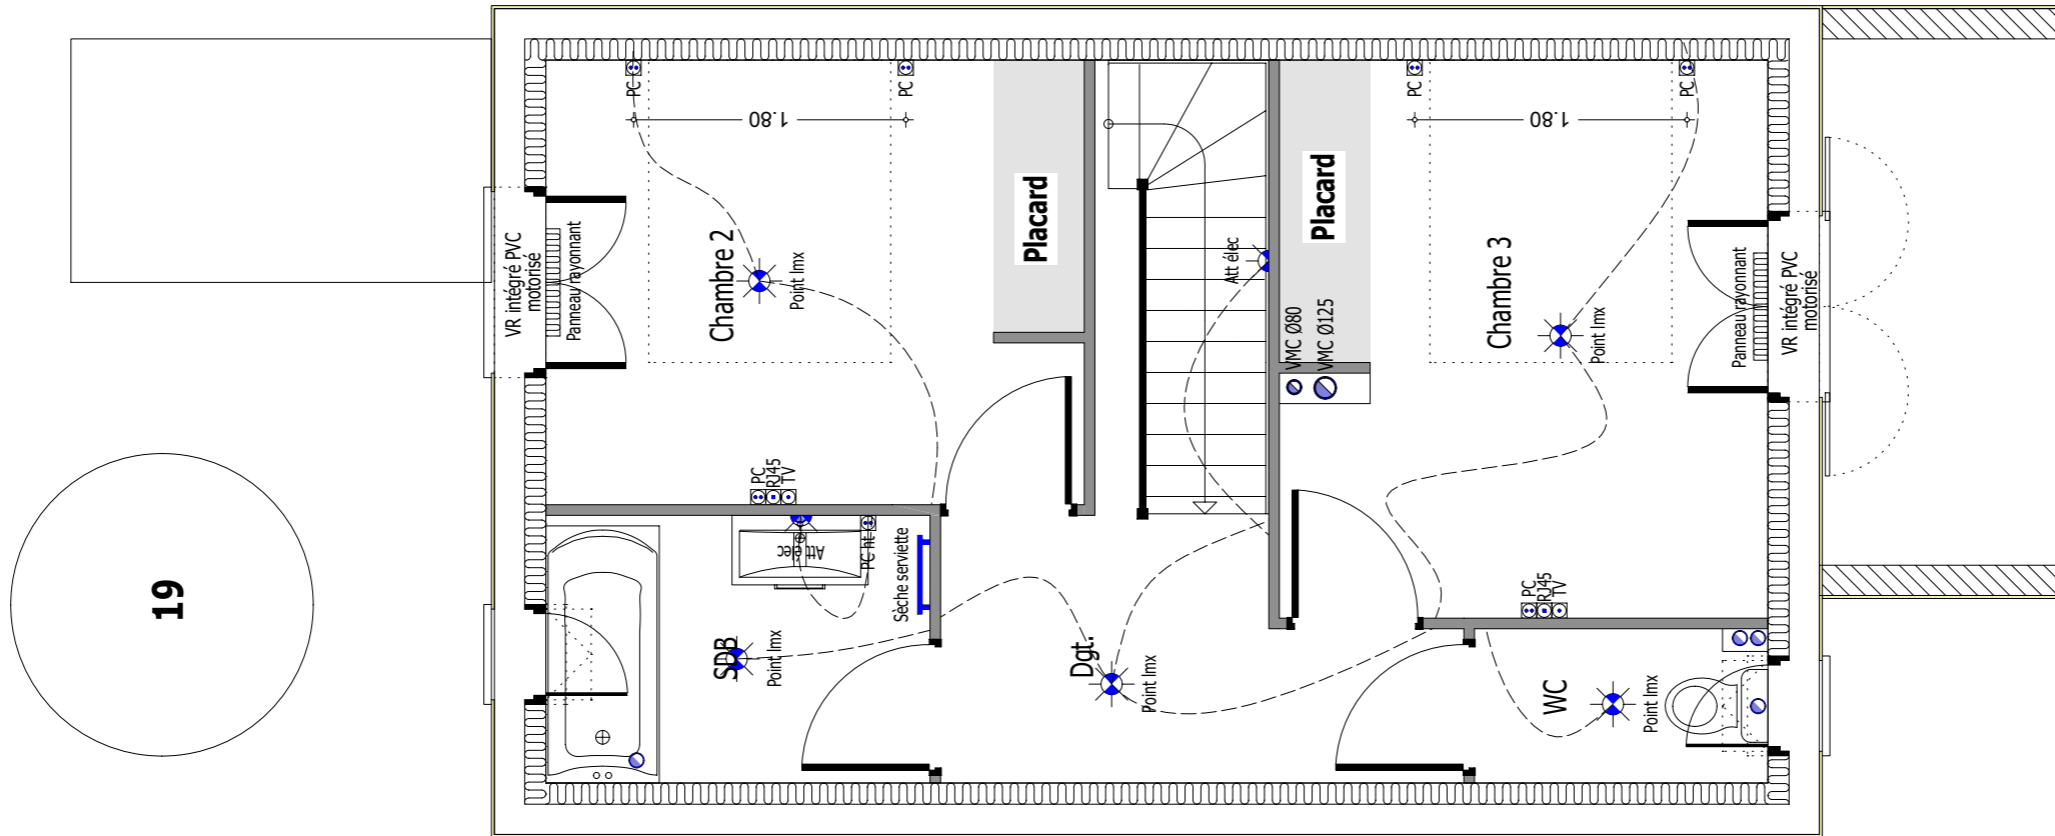 19
VR intégré PVC
motorisé
Panneau rayonnant
PC
PC
1.80
Chambre 2
Point lmx
Placard
PC
RJ45
TV
Att élec
PC ht
Sèche serviette
SDB
Point lmx
Dgt.
Point lmx
Att élec
Placard
VMC Ø80
VMC Ø125
PC
PC
1.80
Chambre 3
Point lmx
Panneau rayonnant
VR intégré PVC
motorisé
PC
RJ45
TV
WC
Point lmx